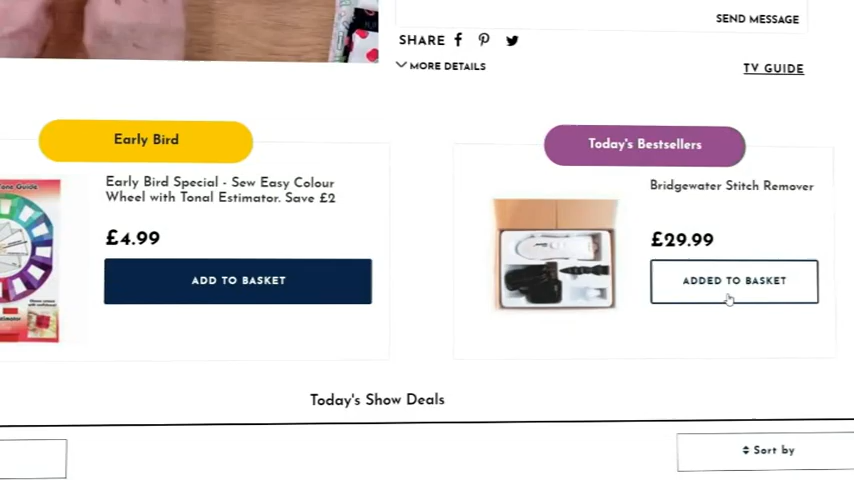 SEND MESSAGE
SHARE
MORE DETAILS
TV GUIDE
Early Bird
Today's Bestsellers
Early Bird Special - Sew Easy Colour
Wheel with Tonal Estimator. Save £2
£4.99
ADD TO BASKET
Bridgewater Stitch Remover
£29.99
ADDED TO BASKET
Today's Show Deals
Sort by